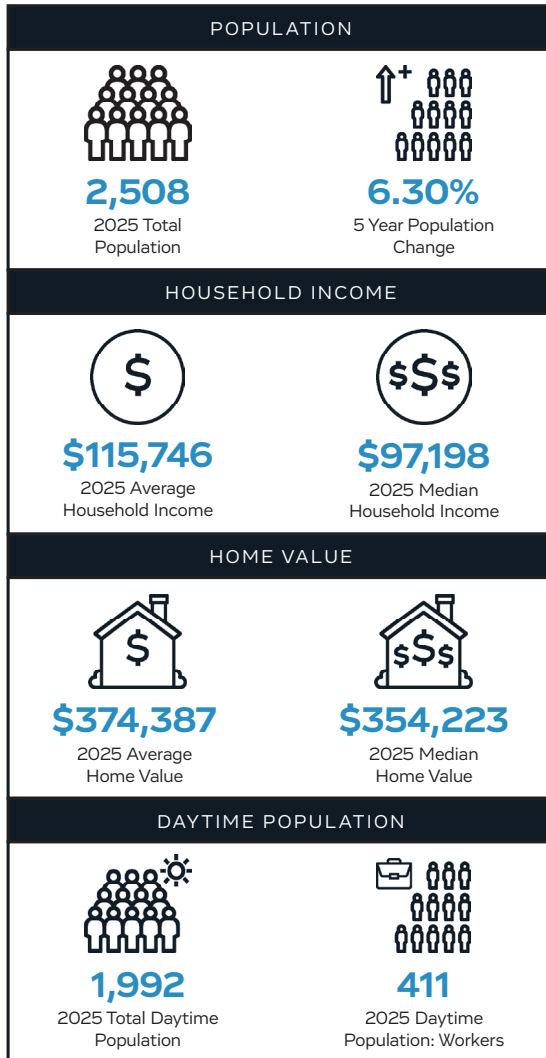 POPULATION
2,508
2025 Total
Population
6.30%
5 Year Population
Change
HOUSEHOLD INCOME
$
$115,746
2025 Average
Household Income
$$$
$97,198
2025 Median
Household Income
HOME VALUE
$
$374,387
2025 Average
Home Value
$$$
$354,223
2025 Median
Home Value
DAYTIME POPULATION
1,992
2025 Total Daytime
Population
411
2025 Daytime
Population: Workers